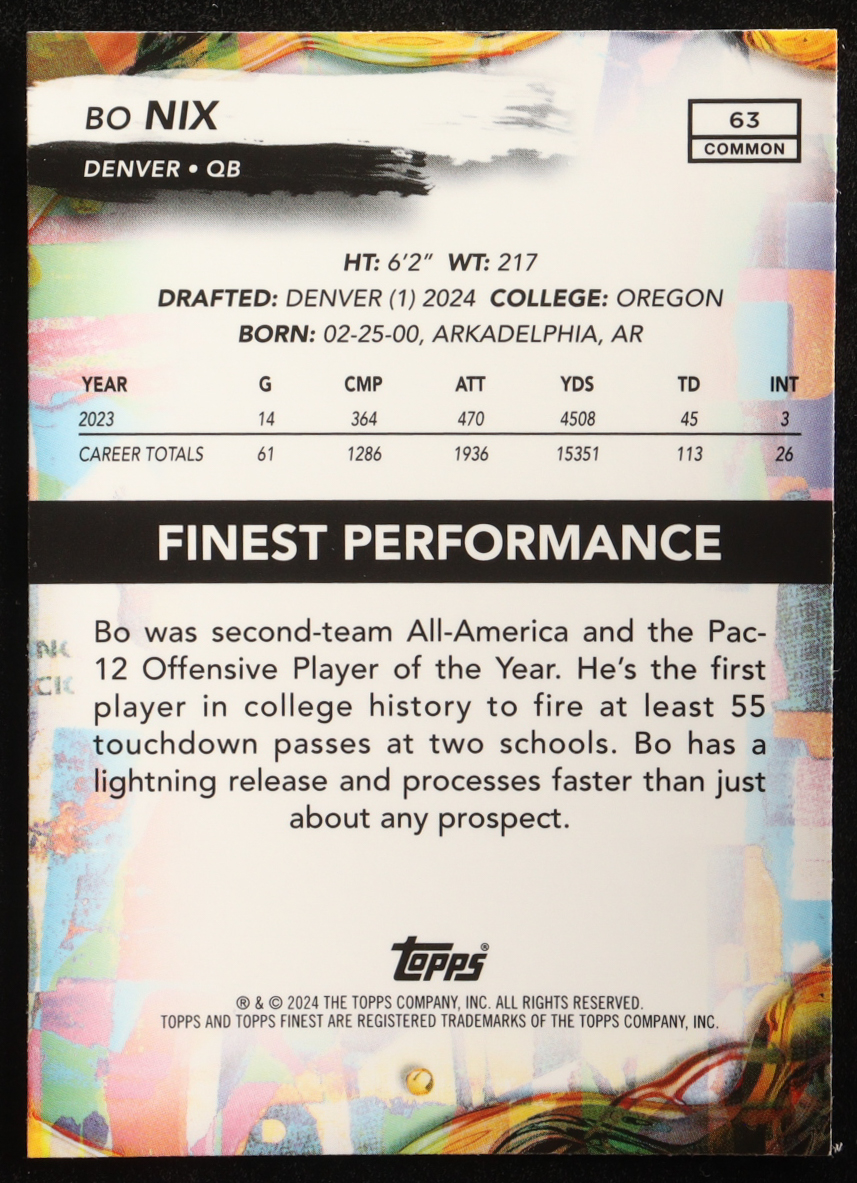 BO NIX
DENVER • QB
63
COMMON
HT: 6'2" WT: 217
DRAFTED: DENVER (1) 2024 COLLEGE: OREGON
BORN: 02-25-00, ARKADELPHIA, AR
YEAR G CMP ATT YDS TD INT
2023 14 364 470 4508 45 3
CAREER TOTALS 61 1286 1936 15351 113 26
FINEST PERFORMANCE
Bo was second-team All-America and the Pac-
12 Offensive Player of the Year. He's the first
player in college history to fire at least 55
touchdown passes at two schools. Bo has a
lightning release and processes faster than just
about any prospect.
Topps®
® & © 2024 THE TOPPS COMPANY, INC. ALL RIGHTS RESERVED.
TOPPS AND TOPPS FINEST ARE REGISTERED TRADEMARKS OF THE TOPPS COMPANY, INC.